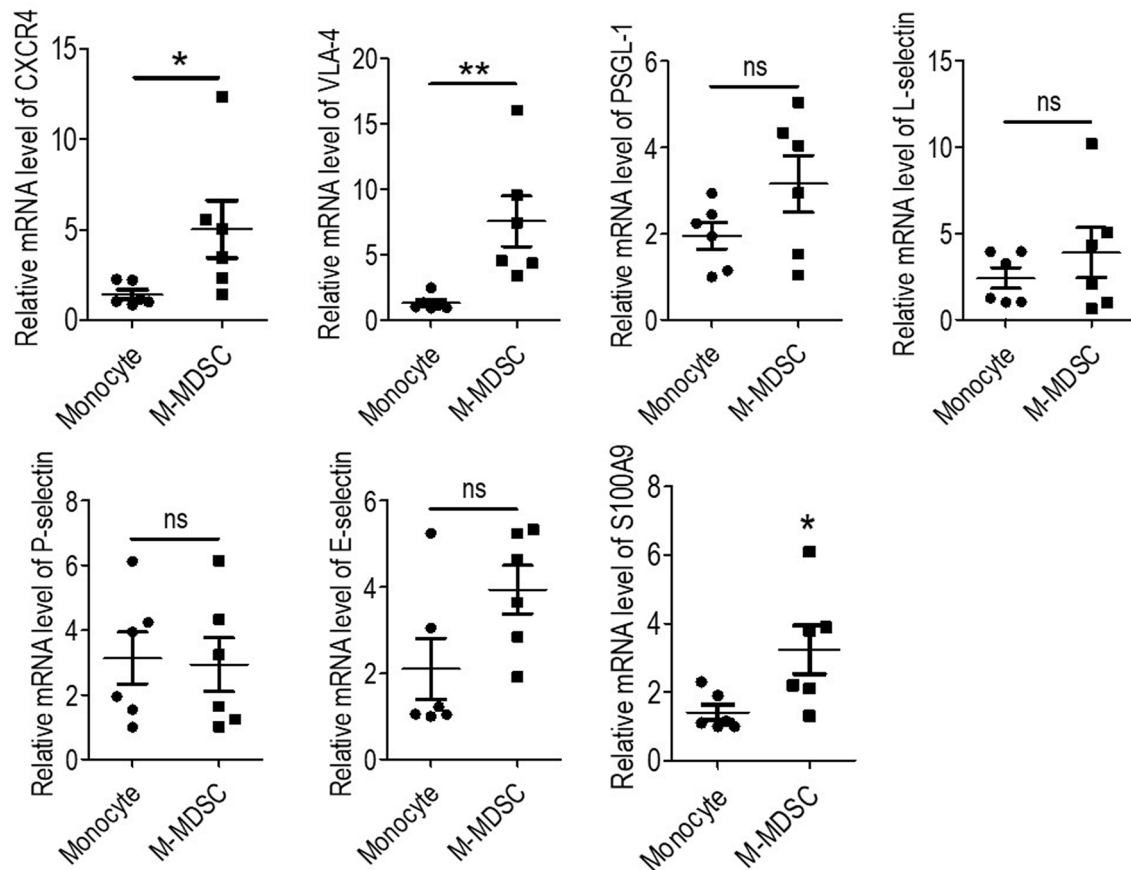 Relative mRNA level of CXCR4
15
10
5
0
*
Monocyte
M-MDSC
Relative mRNA level of VLA-4
20
15
10
5
0
**
Monocyte
M-MDSC
Relative mRNA level of PSGL-1
6
4
2
0
ns
Monocyte
M-MDSC
Relative mRNA level of L-selectin
15
10
5
0
ns
Monocyte
M-MDSC
Relative mRNA level of P-selectin
8
6
4
2
0
ns
Monocyte
M-MDSC
Relative mRNA level of E-selectin
6
4
2
0
ns
Monocyte
M-MDSC
Relative mRNA level of S100A9
8
6
4
2
0
*
Monocyte
M-MDSC